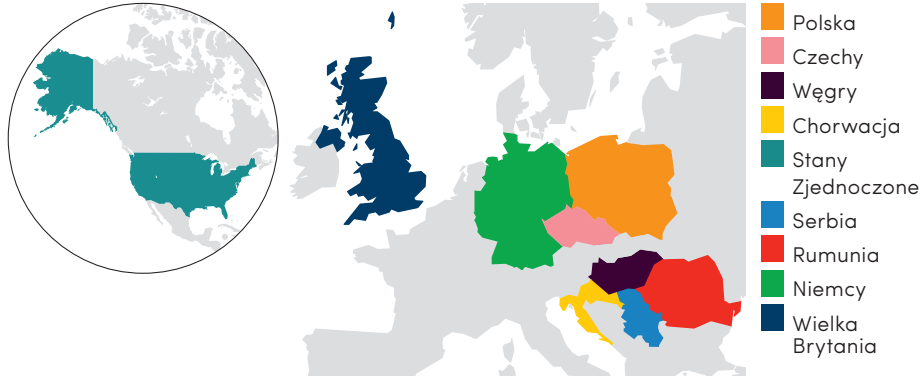 Polska
Czechy
Węgry
Chorwacja
Stany
Zjednoczone
Serbia
Rumunia
Niemcy
Wielka
Brytania